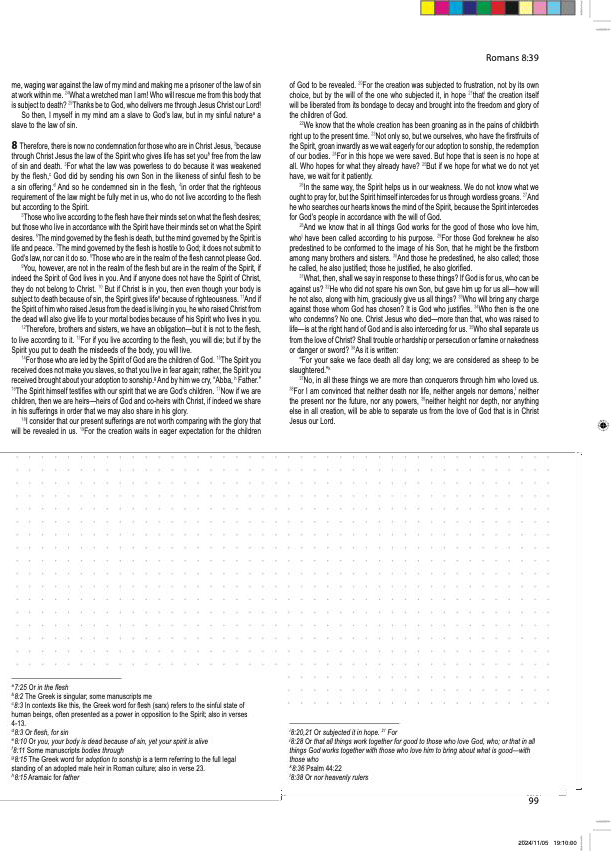 Romans 8:39
me, waging war against the law of my mind and making me a prisoner of the law of sin
at work within me. 24What a wretched man I am! Who will rescue me from this body that
is subject to death? 25Thanks be to God, who delivers me through Jesus Christ our Lord!
So then, I myself in my mind am a slave to God's law, but in my sinful nature a a
slave to the law of sin.
8 Therefore, there is now no condemnation for those who are in Christ Jesus, 2because
through Christ Jesus the law of the Spirit who gives life has set you b free from the law
of sin and death. 3For what the law was powerless to do because it was weakened
by the flesh,c God did by sending his own Son in the likeness of sinful flesh to be
a sin offering.d And so he condemned sin in the flesh, 4in order that the righteous
requirement of the law might be fully met in us, who do not live according to the flesh
but according to the Spirit.
5Those who live according to the flesh have their minds set on what the flesh desires;
but those who live in accordance with the Spirit have their minds set on what the Spirit
desires. 6The mind governed by the flesh is death, but the mind governed by the Spirit is
life and peace. 7The mind governed by the flesh is hostile to God; it does not submit to
God's law, nor can it do so. 8Those who are in the realm of the flesh cannot please God.
9You, however, are not in the realm of the flesh but are in the realm of the Spirit, if
indeed the Spirit of God lives in you. And if anyone does not have the Spirit of Christ,
they do not belong to Christ. 10 But if Christ is in you, then even though your body is
subject to death because of sin, the Spirit gives life e because of righteousness. 11And if
the Spirit of him who raised Jesus from the dead is living in you, he who raised Christ from
the dead will also give life to your mortal bodies because of f his Spirit who lives in you.
12Therefore, brothers and sisters, we have an obligation—but it is not to the flesh,
to live according to it. 13For if you live according to the flesh, you will die; but if by the
Spirit you put to death the misdeeds of the body, you will live.
14For those who are led by the Spirit of God are the children of God. 15The Spirit you
received does not make you slaves, so that you live in fear again; rather, the Spirit you
received brought about your adoption to sonship.g And by him we cry, "Abba, h Father."
16The Spirit himself testifies with our spirit that we are God's children. 17Now if we are
children, then we are heirs—heirs of God and co-heirs with Christ, if indeed we share
in his sufferings in order that we may also share in his glory.
18I consider that our present sufferings are not worth comparing with the glory that
will be revealed in us. 19For the creation waits in eager expectation for the children
of God to be revealed. 20For the creation was subjected to frustration, not by its own
choice, but by the will of the one who subjected it, in hope 21that i the creation itself
will be liberated from its bondage to decay and brought into the freedom and glory of
the children of God.
22We know that the whole creation has been groaning as in the pains of childbirth
right up to the present time. 23Not only so, but we ourselves, who have the firstfruits of
the Spirit, groan inwardly as we wait eagerly for our adoption to sonship, the redemption
of our bodies. 24For in this hope we were saved. But hope that is seen is no hope at
all. Who hopes for what they already have? 25But if we hope for what we do not yet
have, we wait for it patiently.
26In the same way, the Spirit helps us in our weakness. We do not know what we
ought to pray for, but the Spirit himself intercedes for us through wordless groans. 27And
he who searches our hearts knows the mind of the Spirit, because the Spirit intercedes
for God's people in accordance with the will of God.
28And we know that in all things God works for the good of those who love him,
who j have been called according to his purpose. 29For those God foreknew he also
predestined to be conformed to the image of his Son, that he might be the firstborn
among many brothers and sisters. 30And those he predestined, he also called; those
he called, he also justified; those he justified, he also glorified.
31What, then, shall we say in response to these things? If God is for us, who can be
against us? 32He who did not spare his own Son, but gave him up for us all—how will
he not also, along with him, graciously give us all things? 33Who will bring any charge
against those whom God has chosen? It is God who justifies. 34Who then is the one
who condemns? No one. Christ Jesus who died—more than that, who was raised to
life—is at the right hand of God and is also interceding for us. 35Who shall separate us
from the love of Christ? Shall trouble or hardship or persecution or famine or nakedness
or danger or sword? 36As it is written:
"For your sake we face death all day long; we are considered as sheep to be
slaughtered."k
37No, in all these things we are more than conquerors through him who loved us.
38For I am convinced that neither death nor life, neither angels nor demons,l neither
the present nor the future, nor any powers, 39neither height nor depth, nor anything
else in all creation, will be able to separate us from the love of God that is in Christ
Jesus our Lord.
a 7:25 Or in the flesh
b 8:2 The Greek is singular; some manuscripts me
c 8:3 In contexts like this, the Greek word for flesh (sarx) refers to the sinful state of
human beings, often presented as a power in opposition to the Spirit; also in verses
4-13.
d 8:3 Or flesh, for sin
e 8:10 Or you, your body is dead because of sin, yet your spirit is alive
f 8:11 Some manuscripts bodies through
g 8:15 The Greek word for adoption to sonship is a term referring to the full legal
standing of an adopted male heir in Roman culture; also in verse 23.
h 8:15 Aramaic for father
i 8:20,21 Or subjected it in hope. 21 For
j 8:28 Or that all things work together for good to those who love God, who; or that in all
things God works together with those who love him to bring about what is good—with
those who
k 8:36 Psalm 44:22
l 8:38 Or nor heavenly rulers
99
2024/11/05 19:10:00